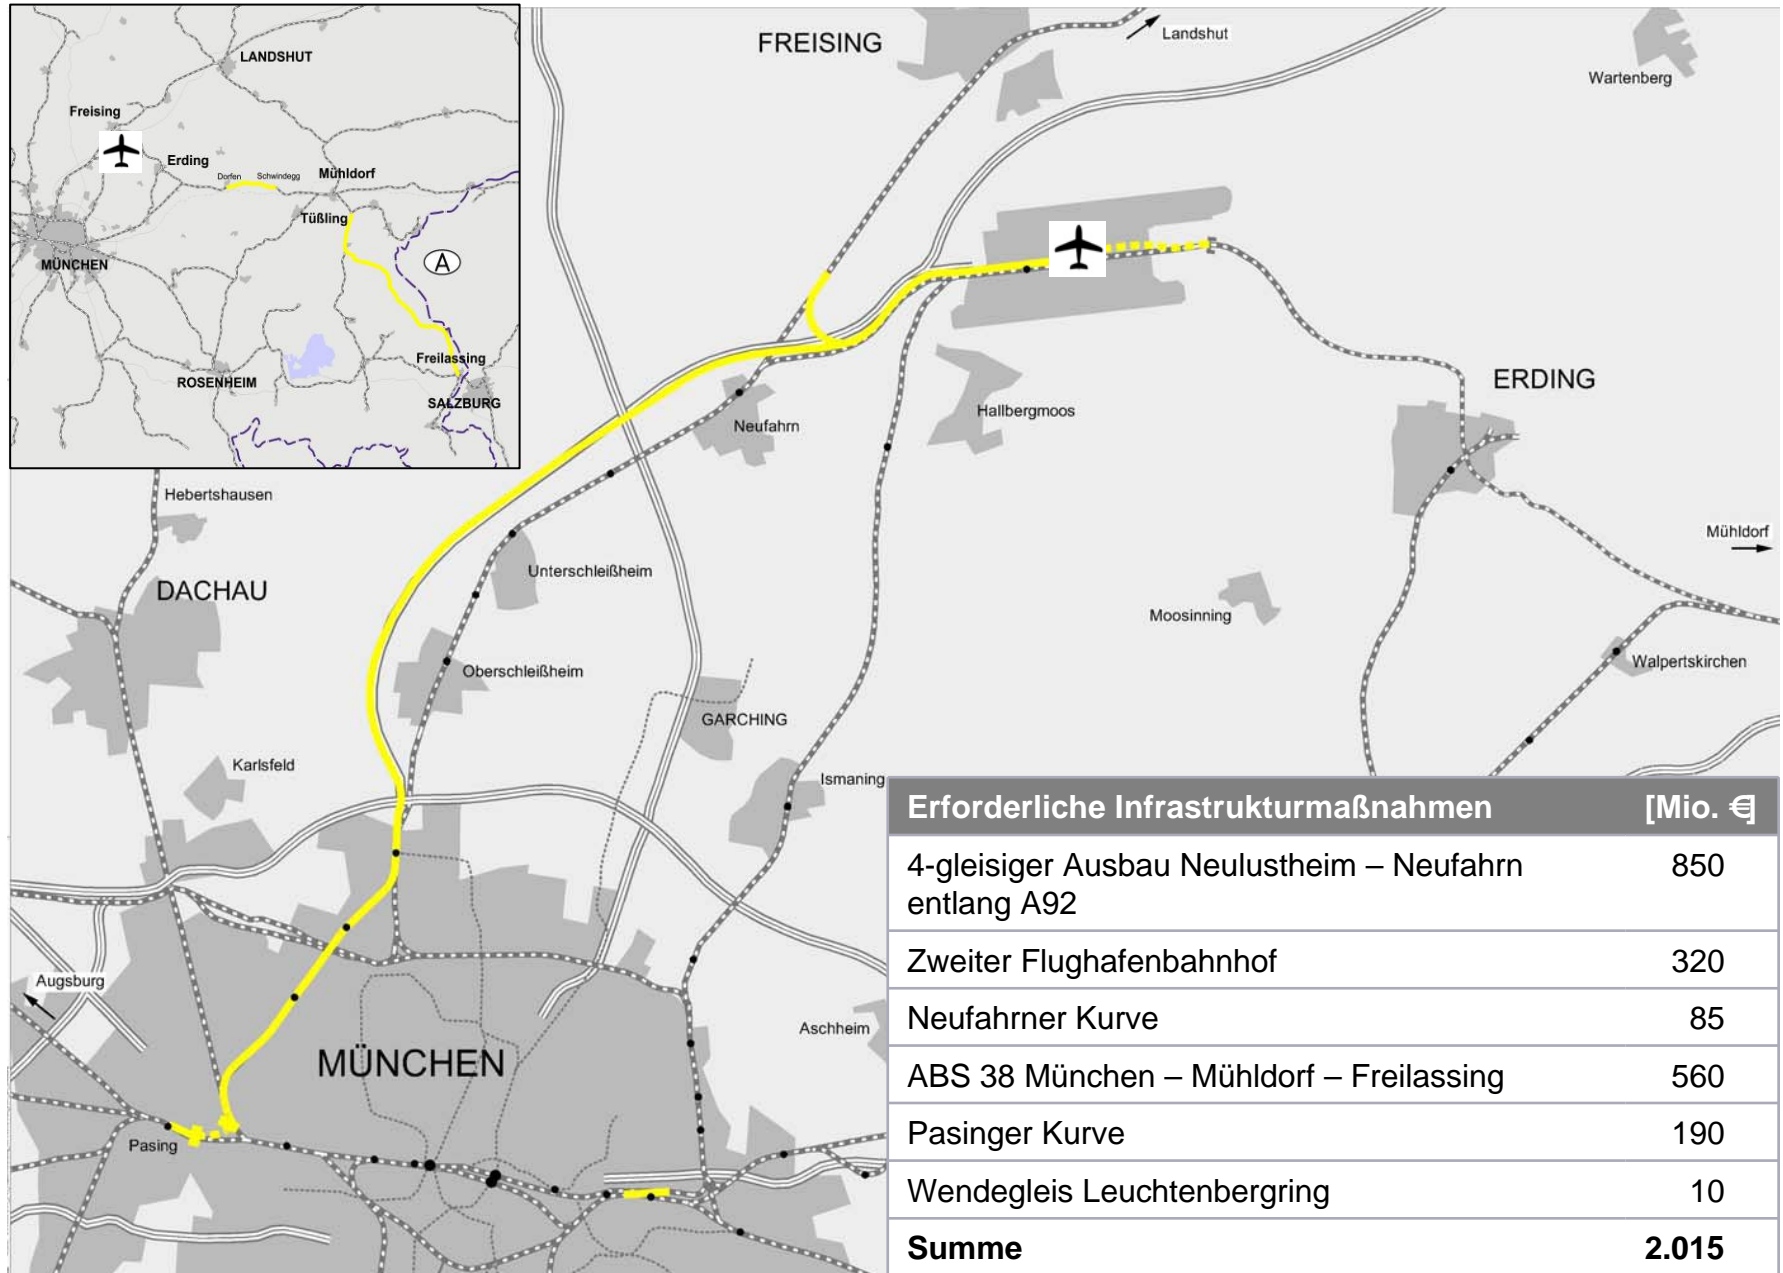 LANDSHUT
Freising
Erding
Dorfen
Schwindegg
Mühldorf
Tüßling
MÜNCHEN
A
Freilassing
ROSENHEIM
SALZBURG
FREISING
Landshut
Wartenberg
ERDING
Hallbergmoos
Neufahrn
Hebertshausen
Mühldorf
Unterschleißheim
DACHAU
Moosinning
Oberschleißheim
Walpertskirchen
GARCHING
Karlsfeld
Ismaning
Augsburg
Aschheim
MÜNCHEN
Pasing
Erforderliche Infrastrukturmaßnahmen [Mio. €]
4-gleisiger Ausbau Neulustheim – Neufahrn 850
entlang A92
Zweiter Flughafenbahnhof 320
Neufahrner Kurve 85
ABS 38 München – Mühldorf – Freilassing 560
Pasinger Kurve 190
Wendegleis Leuchtenbergring 10
Summe 2.015